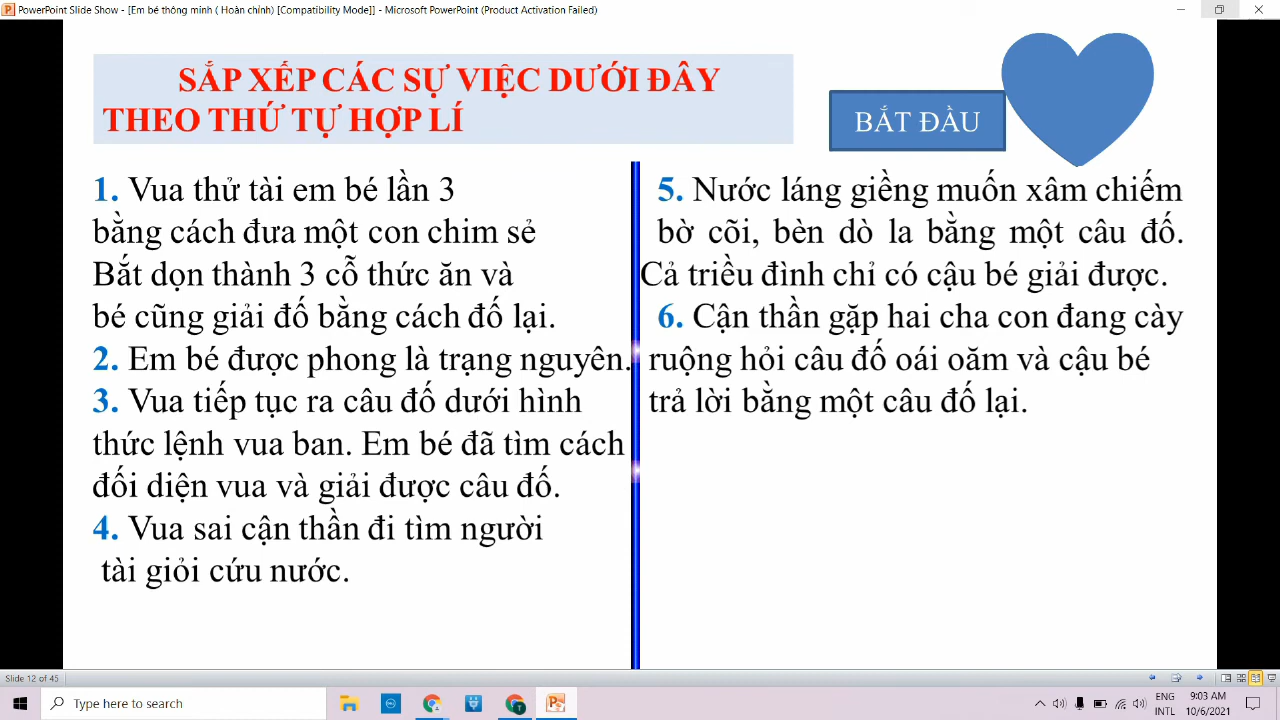 PowerPoint Slide Show - [Em bé thông minh ( Hoàn chỉnh) [Compatibility Mode]] - Microsoft PowerPoint (Product Activation Failed)
SẮP XẾP CÁC SỰ VIỆC DƯỚI ĐÂY
THEO THỨ TỰ HỢP LÍ
BẮT ĐẦU
1. Vua thử tài em bé lần 3
bằng cách đưa một con chim sẻ
Bắt dọn thành 3 cỗ thức ăn và
bé cũng giải đố bằng cách đố lại.
2. Em bé được phong là trạng nguyên.
3. Vua tiếp tục ra câu đố dưới hình
thức lệnh vua ban. Em bé đã tìm cách
đối diện vua và giải được câu đố.
4. Vua sai cận thần đi tìm người
tài giỏi cứu nước.
5. Nước láng giềng muốn xâm chiếm
bờ cõi, bèn dò la bằng một câu đố.
Cả triều đình chỉ có cậu bé giải được.
6. Cận thần gặp hai cha con đang cày
ruộng hỏi câu đố oái oăm và cậu bé
trả lời bằng một câu đố lại.
Slide 12 of 45
Type here to search
ENG
INTL
9:03 AM
10/6/2021